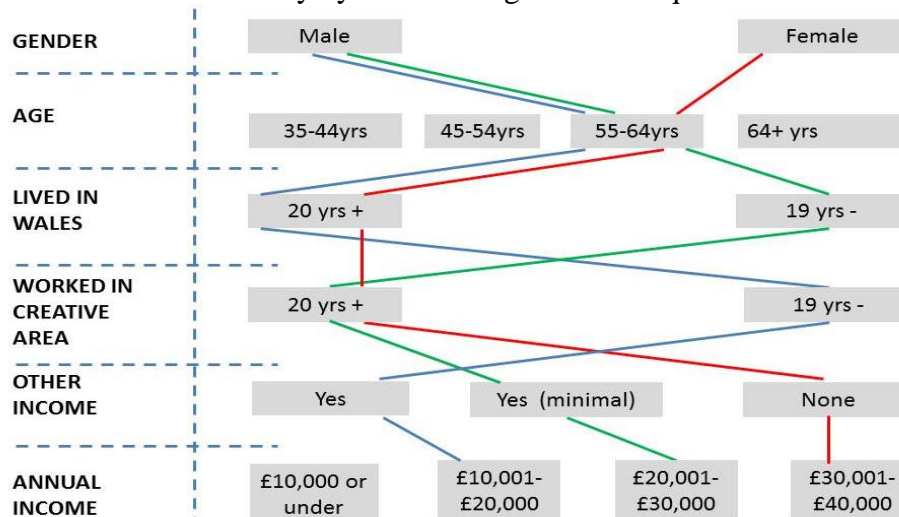 GENDER
Male
Female
AGE
35-44yrs
45-54yrs
55-64yrs
64+ yrs
LIVED IN
WALES
20 yrs +
19 yrs -
WORKED IN
CREATIVE
AREA
20 yrs +
19 yrs -
OTHER
INCOME
Yes
Yes (minimal)
None
ANNUAL
INCOME
£10,000 or
under
£10,001-
£20,000
£20,001-
£30,000
£30,001-
£40,000